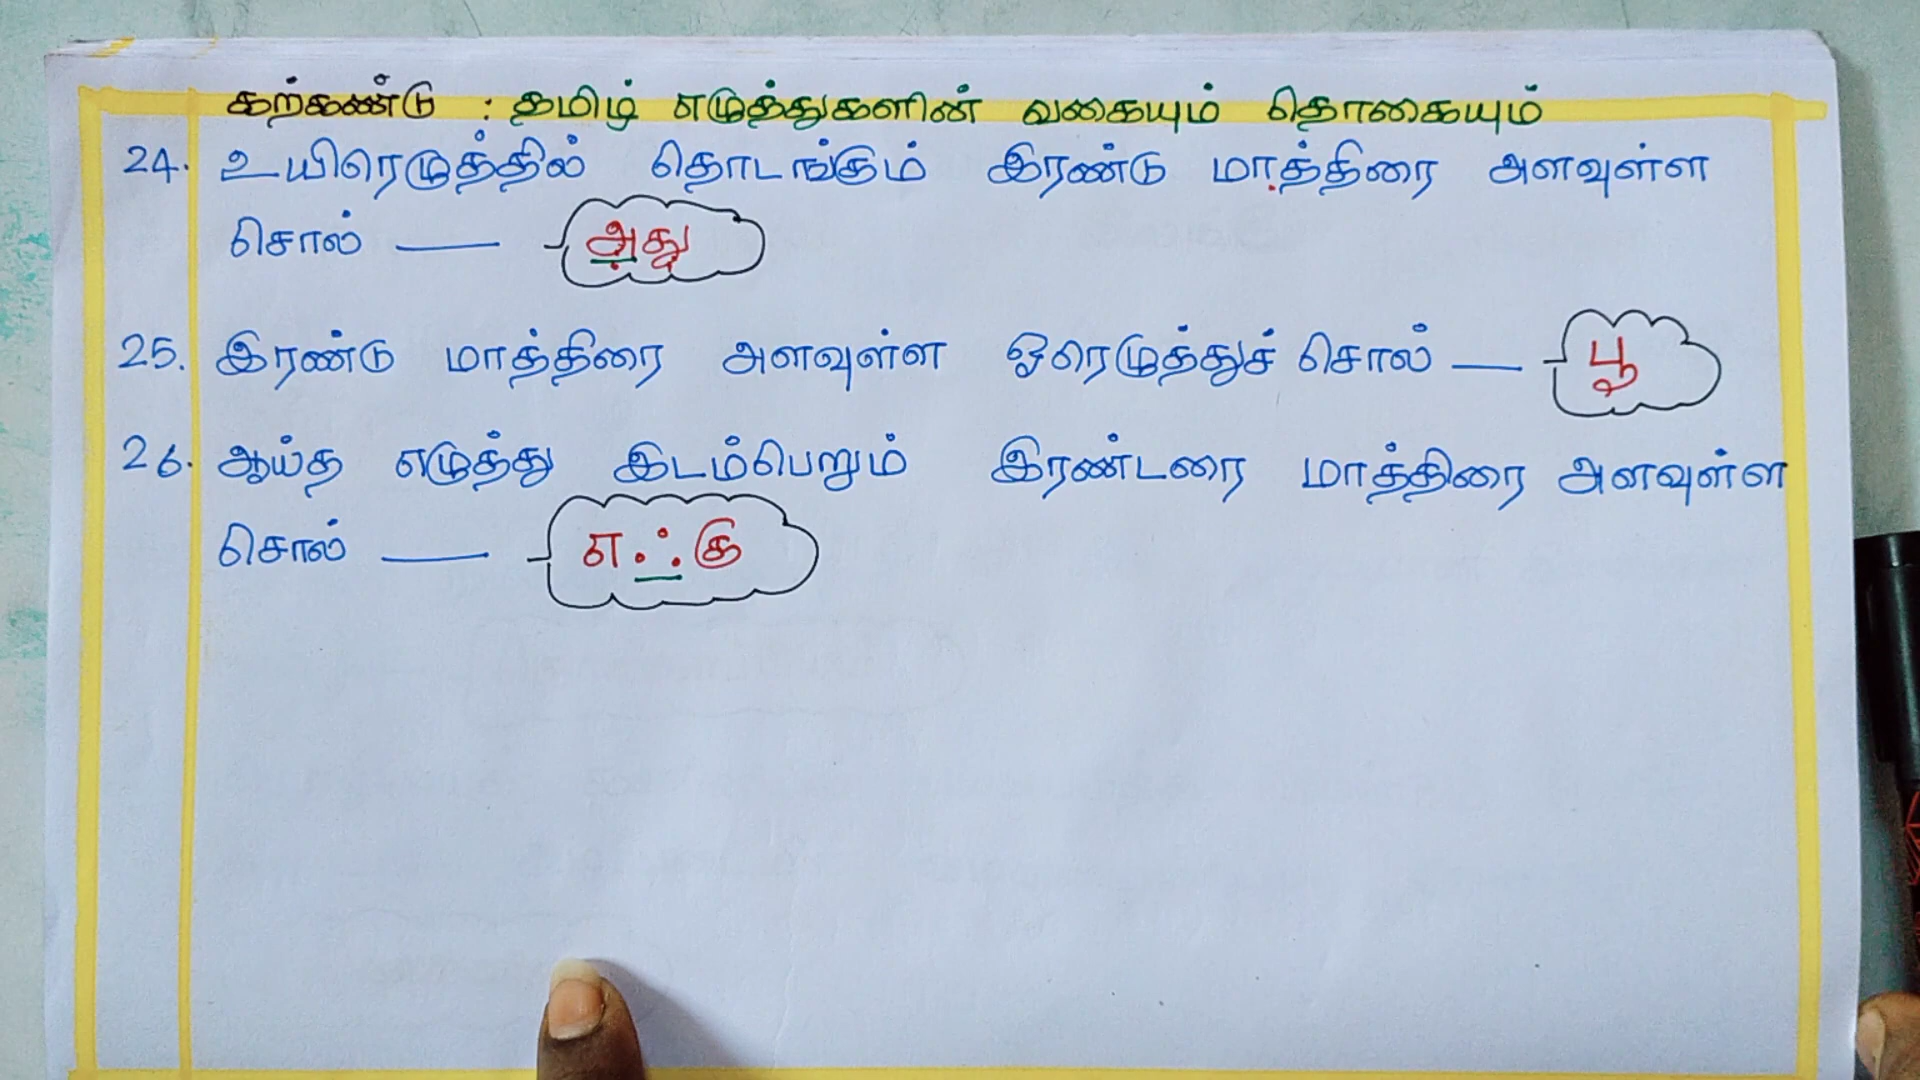 கற்கண்டு : தமிழ் எழுத்துகளின் வகையும் தொகையும்
24. உயிரெழுத்தில் தொடங்கும் இரண்டு மாத்திரை அளவுள்ள
சொல் —— அது
25. இரண்டு மாத்திரை அளவுள்ள ஓரெழுத்துச் சொல் — பூ
26. ஆய்த எழுத்து இடம்பெறும் இரண்டரை மாத்திரை அளவுள்ள
சொல் —— எஃகு